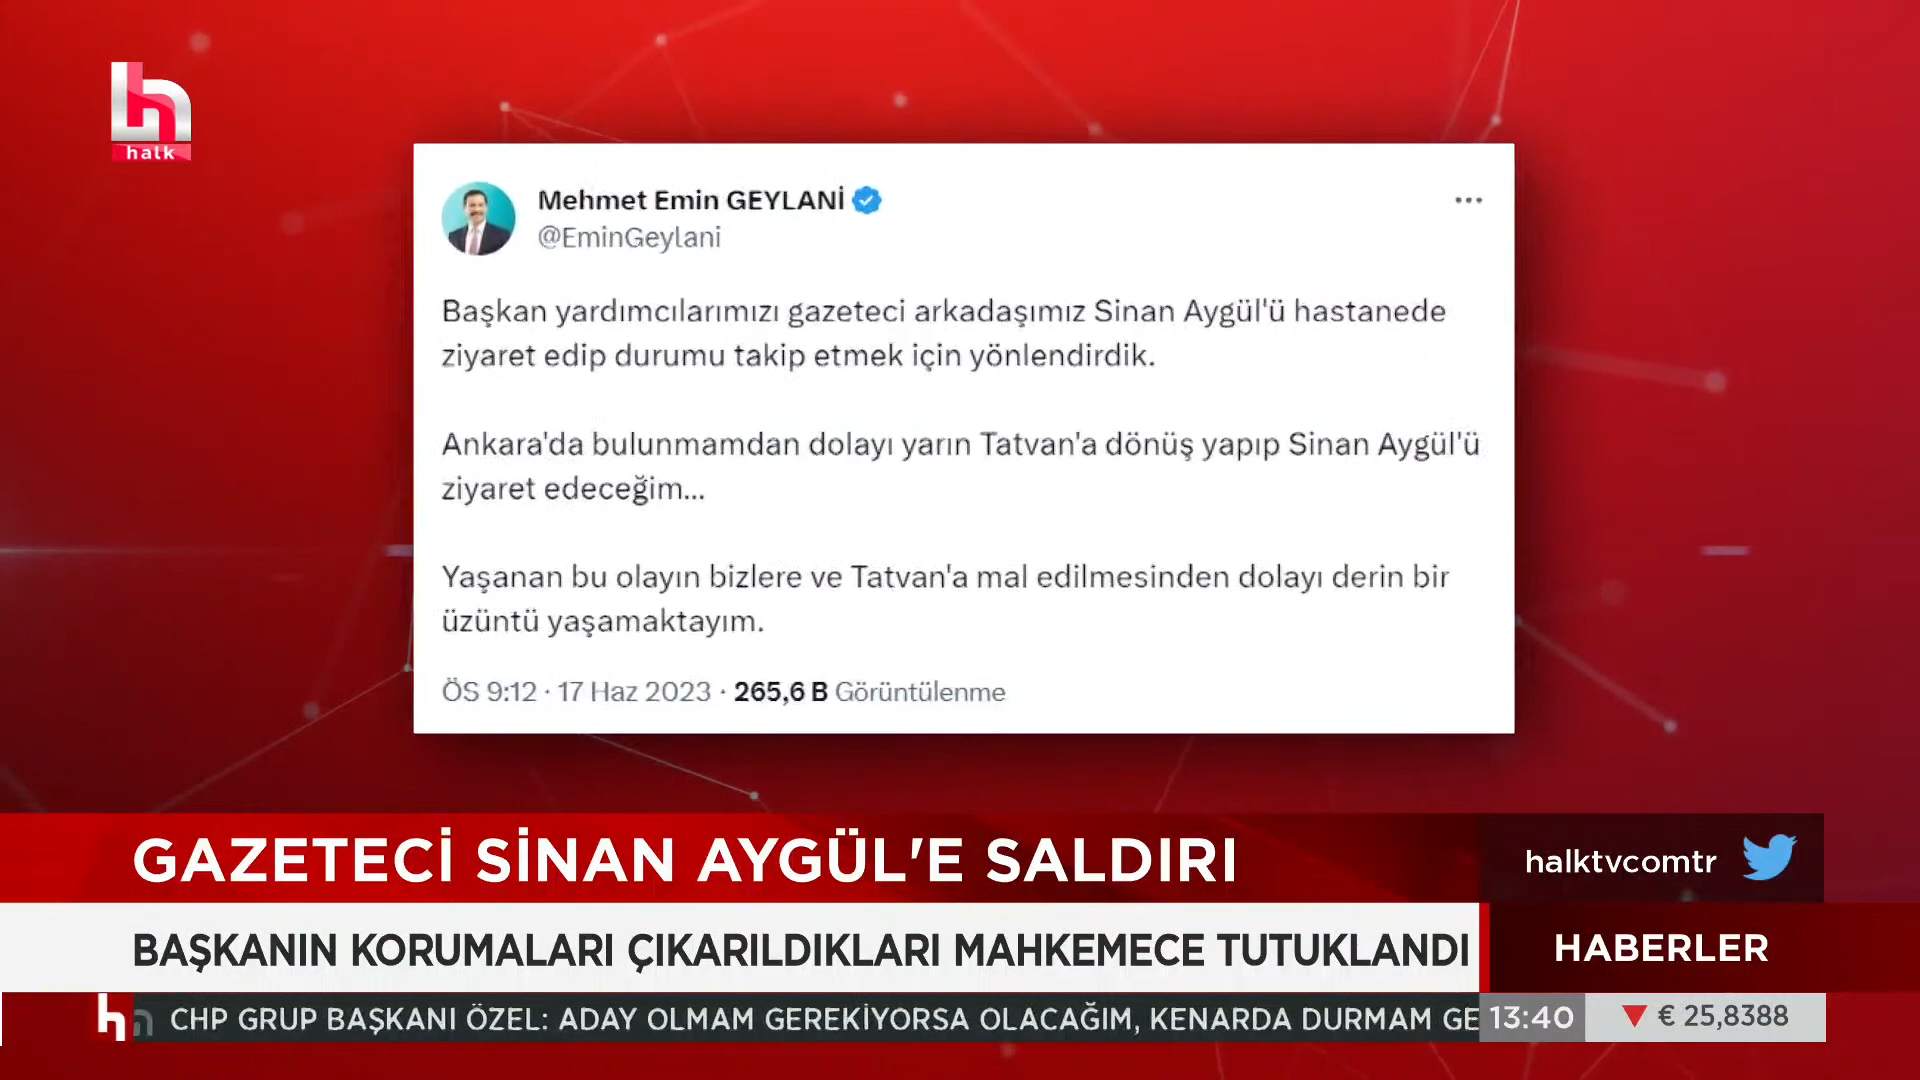 halk
Mehmet Emin GEYLANİ
@EminGeylani
Başkan yardımcılarımızı gazeteci arkadaşımız Sinan Aygül'ü hastanede
ziyaret edip durumu takip etmek için yönlendirdik.
Ankara'da bulunmamdan dolayı yarın Tatvan'a dönüş yapıp Sinan Aygül'ü
ziyaret edeceğim...
Yaşanan bu olayın bizlere ve Tatvan'a mal edilmesinden dolayı derin bir
üzüntü yaşamaktayım.
ÖS 9:12 · 17 Haz 2023 · 265,6 B Görüntülenme
GAZETECİ SİNAN AYGÜL'E SALDIRI
halktvcomtr
BAŞKANIN KORUMALARI ÇIKARILDIKLARI MAHKEMECE TUTUKLANDI
HABERLER
CHP GRUP BAŞKANI ÖZEL: ADAY OLMAM GEREKİYORSA OLACAĞIM, KENARDA DURMAM GE
13:40
€ 25,8388